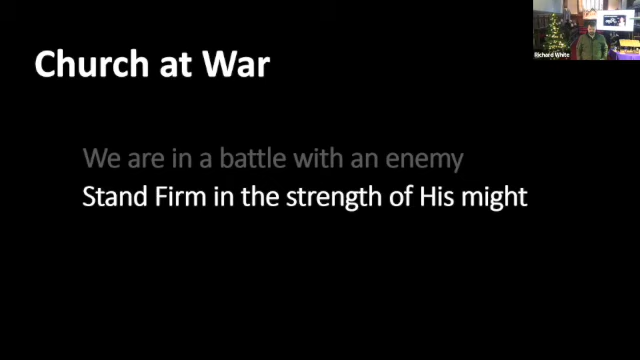 Church at War
Richard White
We are in a battle with an enemy
Stand Firm in the strength of His might